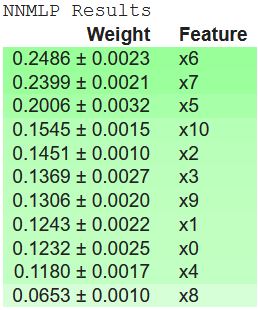 NNMLP Results
Weight Feature
0.2486 ± 0.0023 x6
0.2399 ± 0.0021 x7
0.2006 ± 0.0032 x5
0.1545 ± 0.0015 x10
0.1451 ± 0.0010 x2
0.1369 ± 0.0027 x3
0.1306 ± 0.0020 x9
0.1243 ± 0.0022 x1
0.1232 ± 0.0025 x0
0.1180 ± 0.0017 x4
0.0653 ± 0.0010 x8